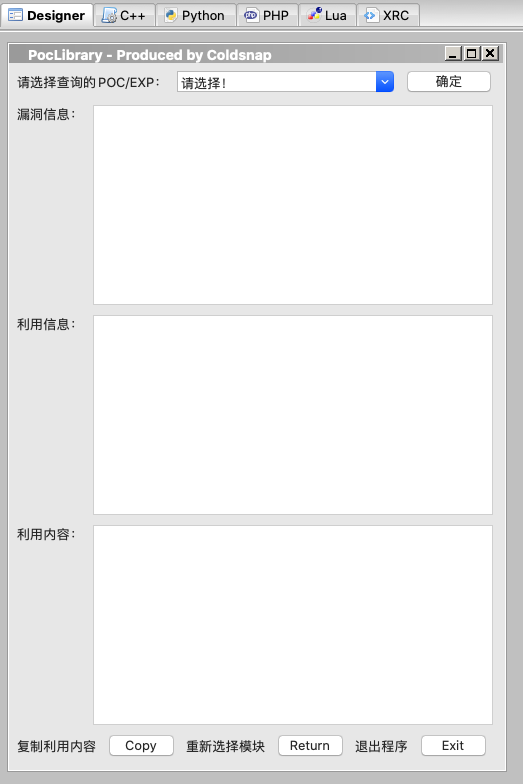 Designer C++ Python PHP Lua XRC
PocLibrary - Produced by Coldsnap
请选择查询的POC/EXP： 请选择！ 确定
漏洞信息：
利用信息：
利用内容：
复制利用内容 Copy 重新选择模块 Return 退出程序 Exit